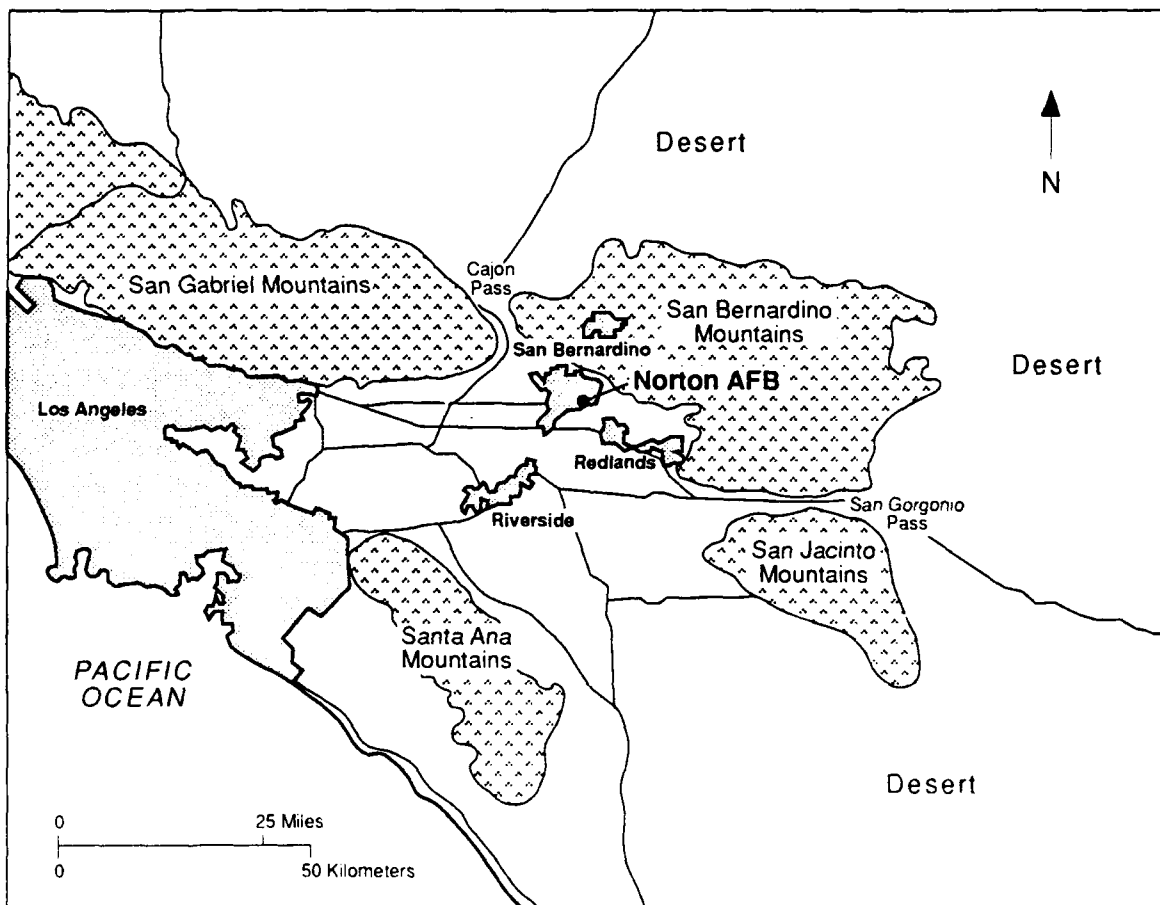 Desert
N
Cajon
Pass
San Gabriel Mountains
San Bernardino
Mountains
San Bernardino
Desert
Norton AFB
Los Angeles
Redlands
San Gorgonio
Pass
Riverside
San Jacinto
Mountains
Santa Ana
Mountains
PACIFIC
OCEAN
Desert
0 25 Miles
0 50 Kilometers